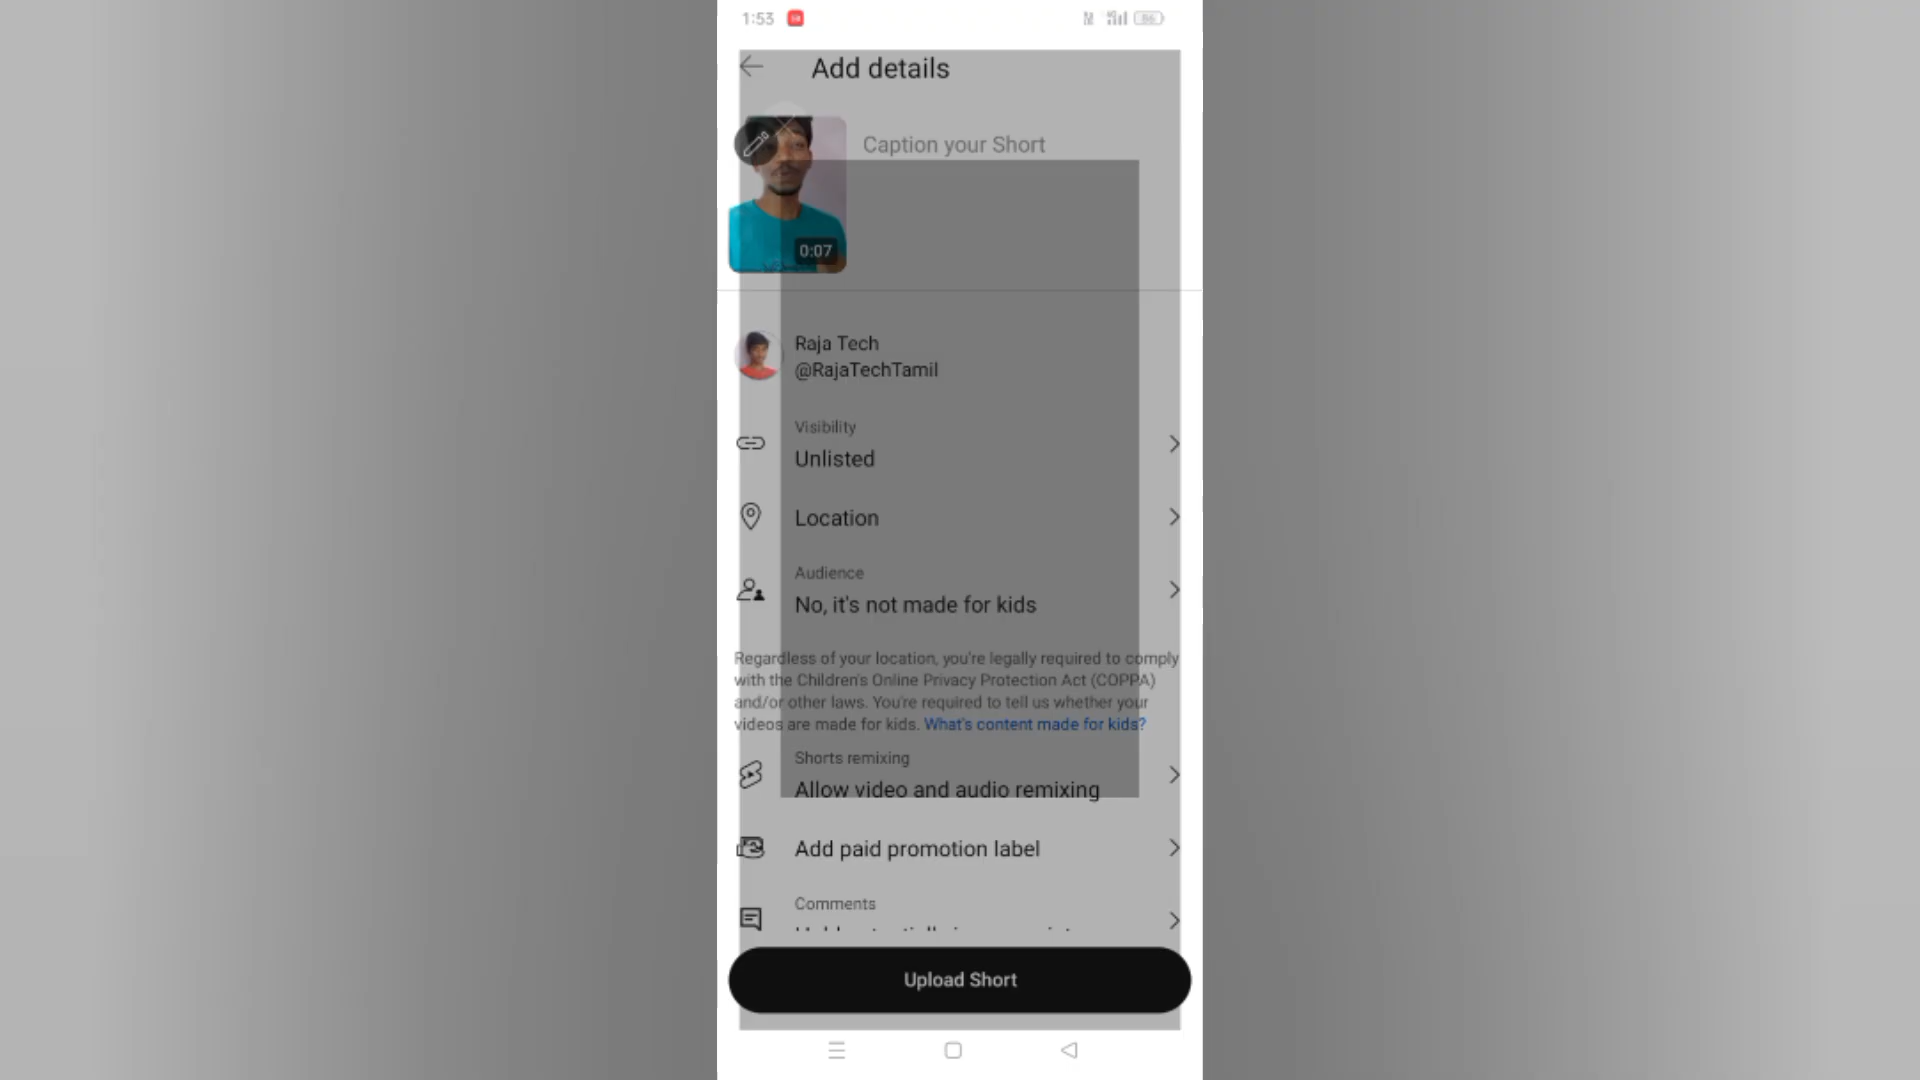 1:53
86
Add details
Caption your Short
0:07
Raja Tech
@RajaTechTamil
Visibility
Unlisted
Location
Audience
No, it's not made for kids
Regardless of your location, you're legally required to comply
with the Children's Online Privacy Protection Act (COPPA)
and/or other laws. You're required to tell us whether your
videos are made for kids. What's content made for kids?
Shorts remixing
Allow video and audio remixing
Add paid promotion label
Comments
Upload Short